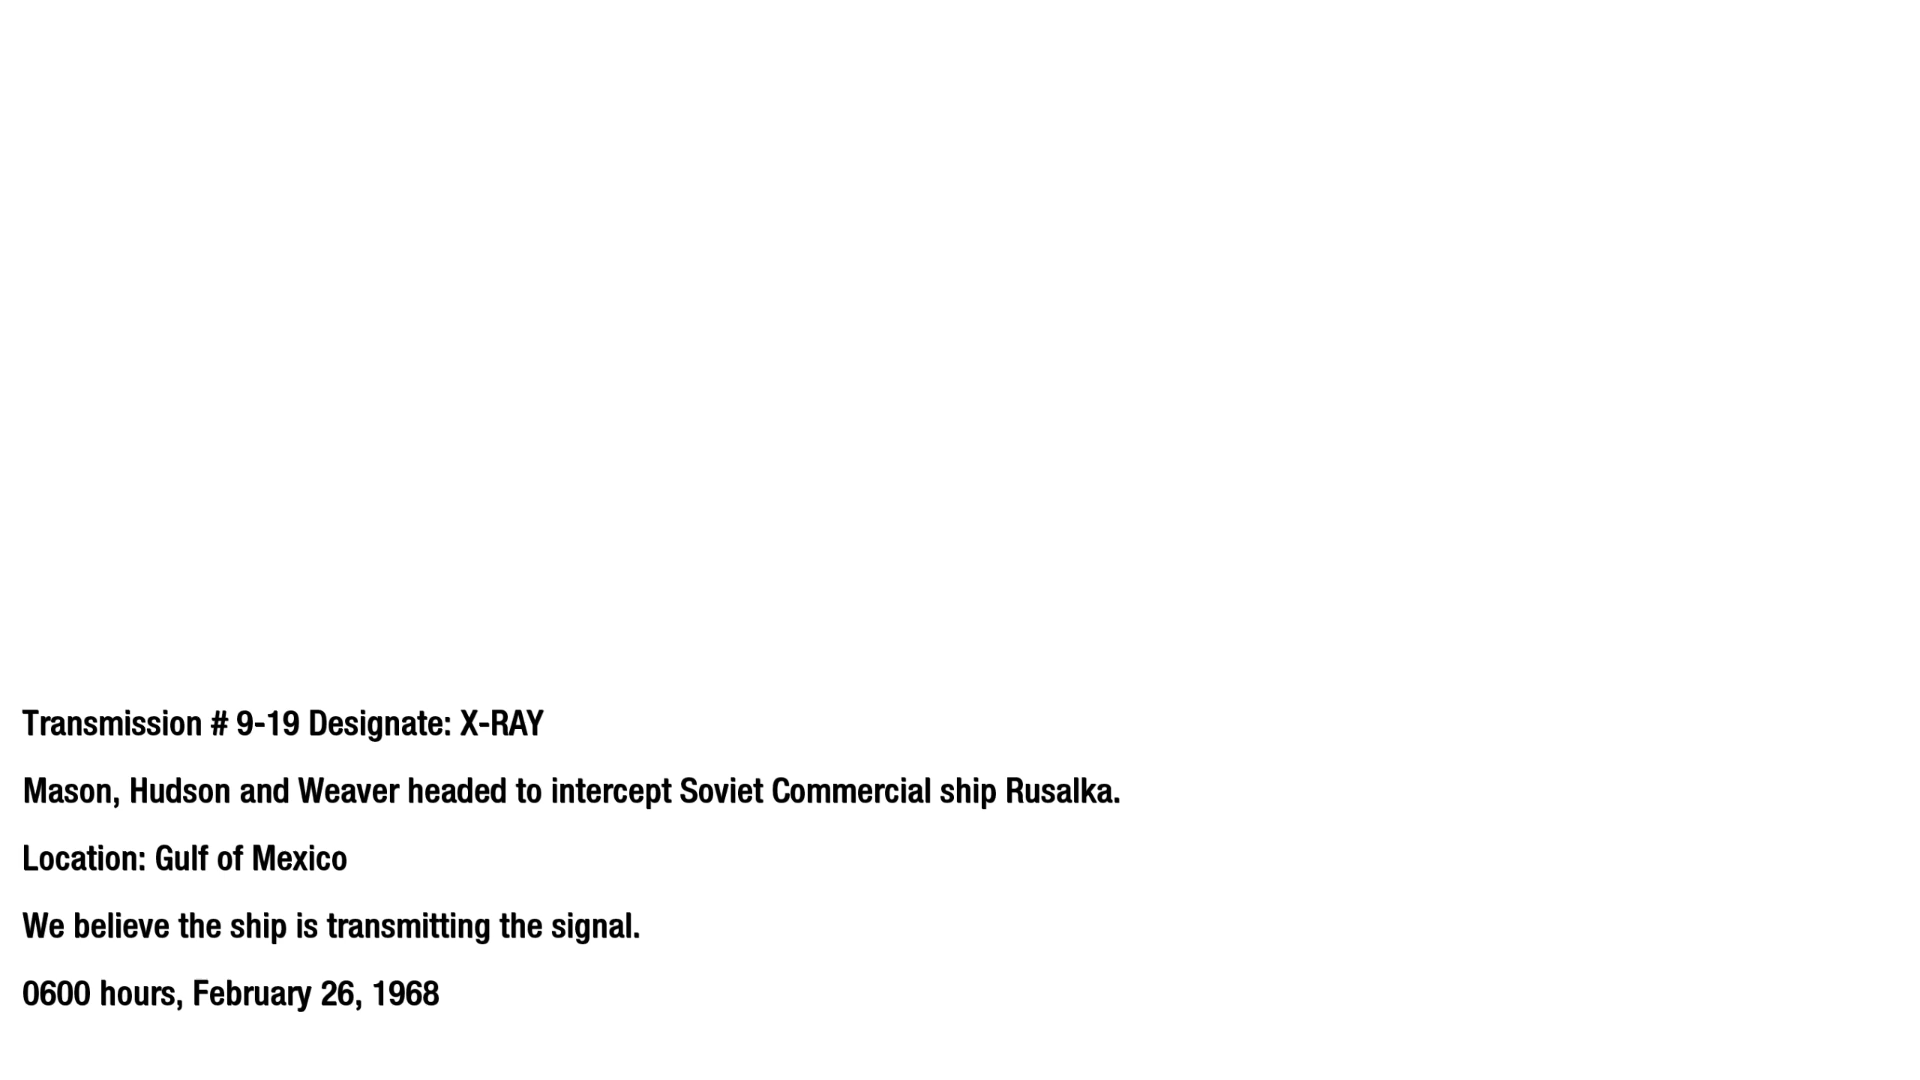 Transmission # 9-19 Designate: X-RAY
Mason, Hudson and Weaver headed to intercept Soviet Commercial ship Rusalka.
Location: Gulf of Mexico
We believe the ship is transmitting the signal.
0600 hours, February 26, 1968